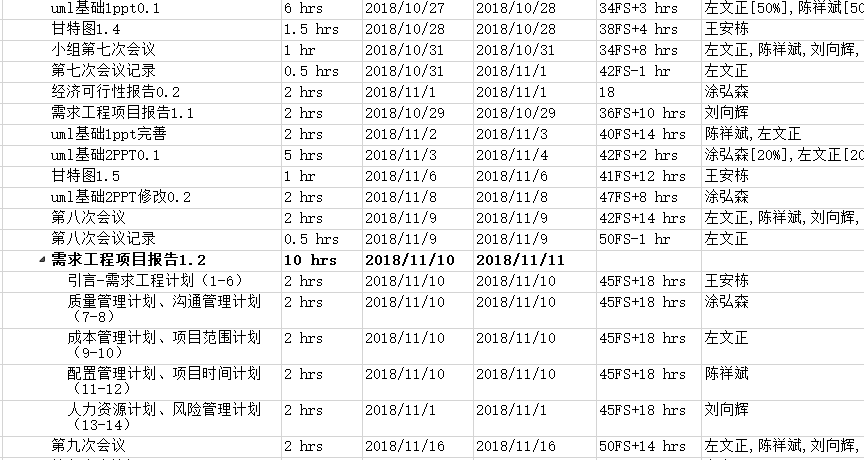 uml基础1ppt0.1 6 hrs 2018/10/27 2018/10/28 34FS+3 hrs 左文正[50%],陈祥斌[50
甘特图1.4 1.5 hrs 2018/10/28 2018/10/28 38FS+4 hrs 王安栋
小组第七次会议 1 hr 2018/10/31 2018/10/31 34FS+8 hrs 左文正,陈祥斌,刘向辉,
第七次会议记录 0.5 hrs 2018/10/31 2018/11/1 42FS-1 hr 左文正
经济可行性报告0.2 2 hrs 2018/11/1 2018/11/1 18 涂弘森
需求工程项目报告1.1 2 hrs 2018/10/29 2018/10/29 36FS+10 hrs 刘向辉
uml基础1ppt完善 2 hrs 2018/11/2 2018/11/3 40FS+14 hrs 陈祥斌,左文正
uml基础2PPT0.1 5 hrs 2018/11/3 2018/11/4 42FS+2 hrs 涂弘森[20%],左文正[20
甘特图1.5 1 hr 2018/11/6 2018/11/6 41FS+12 hrs 王安栋
uml基础2PPT修改0.2 2 hrs 2018/11/8 2018/11/8 47FS+8 hrs 涂弘森
第八次会议 2 hrs 2018/11/9 2018/11/9 42FS+14 hrs 左文正,陈祥斌,刘向辉,
第八次会议记录 0.5 hrs 2018/11/9 2018/11/9 50FS-1 hr 左文正
需求工程项目报告1.2 10 hrs 2018/11/10 2018/11/11
引言-需求工程计划（1-6） 2 hrs 2018/11/10 2018/11/10 45FS+18 hrs 王安栋
质量管理计划、沟通管理计划 2 hrs 2018/11/10 2018/11/10 45FS+18 hrs 涂弘森
（7-8）
成本管理计划、项目范围计划 2 hrs 2018/11/10 2018/11/10 45FS+18 hrs 左文正
（9-10）
配置管理计划、项目时间计划 2 hrs 2018/11/10 2018/11/10 45FS+18 hrs 陈祥斌
（11-12）
人力资源计划、风险管理计划 2 hrs 2018/11/1 2018/11/1 45FS+18 hrs 刘向辉
（13-14）
第九次会议 2 hrs 2018/11/16 2018/11/16 50FS+14 hrs 左文正,陈祥斌,刘向辉,